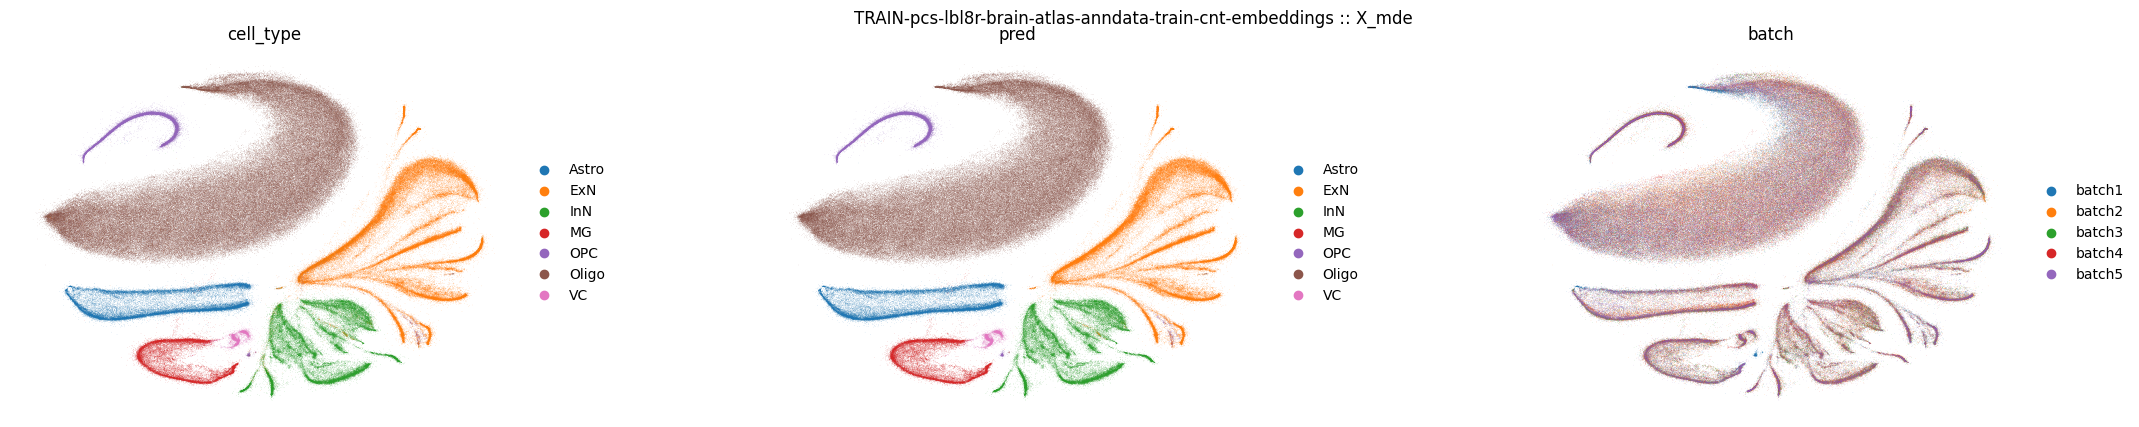 TRAIN-pcs-lbl8r-brain-atlas-anndata-train-cnt-embeddings :: X_mde
cell_type
Astro
ExN
InN
MG
OPC
Oligo
VC
pred
Astro
ExN
InN
MG
OPC
Oligo
VC
batch
batch1
batch2
batch3
batch4
batch5